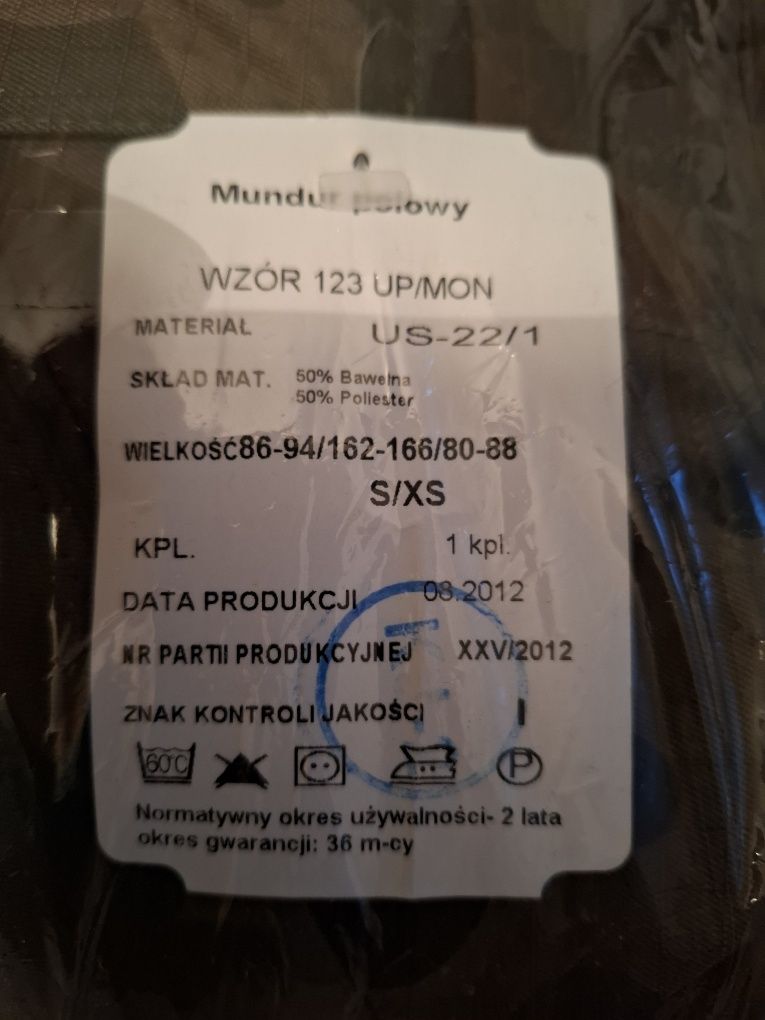 Mundur polowy
WZÓR 123 UP/MON
MATERIAŁ US-22/1
SKŁAD MAT. 50% Bawełna
50% Poliester
WIELKOŚĆ 86-94/162-166/80-88
S/XS
KPL. 1 kpl.
DATA PRODUKCJI 08.2012
NR PARTII PRODUKCYJNEJ XXV/2012
ZNAK KONTROLI JAKOŚCI I
60°C
P
Normatywny okres używalności- 2 lata
okres gwarancji: 36 m-cy